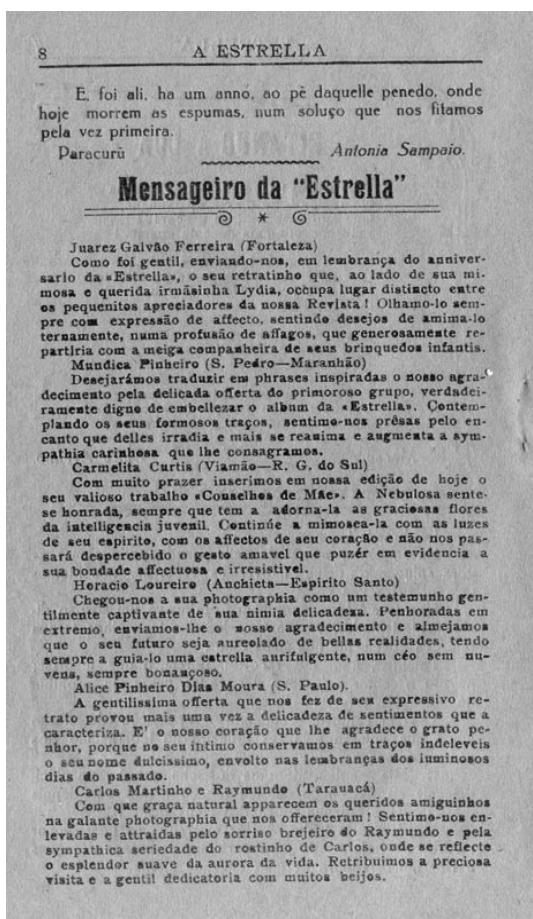 8 A ESTRELLA
E, foi ali, ha um anno, ao pè daquelle penedo, onde
hoje morrem as espumas, num soluço que nos fitamos
pela vez primeira.
Paracurù Antonia Sampaio.
Mensageiro da “Estrella”
Juarez Galvão Ferreira (Fortaleza)
Como foi gentil, enviando-nos, em lembrança do anniver-
sario da «Estrella», o seu retratinho que, ao lado de sua mi-
mosa e querida irmãsinha Lydia, occupa lugar distincto entre
os pequenitos apreciadores da nossa Revista ! Olhamo-lo sem-
pre com expressão de affecto, sentindo desejos de amima-lo
ternamente, numa profusão de affagos, que generosamente re-
partiria com a meiga companheira de seus brinquedos infantis.
Mundica Pinheiro (S. Pedro—Maranhão)
Desejarámos traduzir em phrases inspiradas o nosso agra-
decimento pela delicada offerta do primoroso grupo, verdadei-
ramente digno de embellezar o album da «Estrella». Contem-
plando os seus formosos traços, sentimo-nos prêsas pelo en-
canto que delles irradia e mais se reanima e augmenta a sym-
pathia carinhosa que lhe consagramos.
Carmelita Curtis (Viamão—R. G. do Sul)
Com muito prazer inserimos em nossa edição de hoje o
seu valioso trabalho «Conselhos de Mãe». A Nebulosa sente-
se honrada, sempre que tem a adorna-la as graciosas flores
da intelligencia juvenil. Continúe a mimosea-la com as luzes
de seu espirito, com os affectos de seu coração e não nos pas-
sará despercebido o gesto amavel que puzér em evidencia a
sua bondade affectuosa e irresistivel.
Horacio Loureiro (Anchieta—Espirito Santo)
Chegou-nos a sua photographia como um testemunho gen-
tilmente captivante de sua nimia delicadeza. Penhoradas em
extremo, enviamos-lhe o nosso agradecimento e almejamos
que o seu futuro seja aureolado de bellas realidades, tendo
sempre a guia-lo uma estrella aurifulgente, num céo sem nu-
vens, sempre bonançoso.
Alice Pinheiro Dias Moura (S. Paulo).
A gentilissima offerta que nos fez de seu expressivo re-
trato provou mais uma vez a delicadeza de sentimentos que a
caracteriza. E' o nosso coração que lhe agradece o grato pe-
nhor, porque no seu íntimo conservamos em traços indeleveis
o seu nome dulcissimo, envolto nas lembranças dos luminosos
dias do passado.
Carlos Martinho e Raymundo (Tarauacá)
Com que graça natural apparecem os queridos amiguinhos
na galante photographia que nos offereceram ! Sentimo-nos en-
levadas e attraidas pelo sorriso brejeiro do Raymundo e pela
sympathica seriedade do rostinho de Carlos, onde se reflecte
o esplendor suave da aurora da vida. Retribuimos a preciosa
visita e a gentil dedicatoria com muitos beijos.